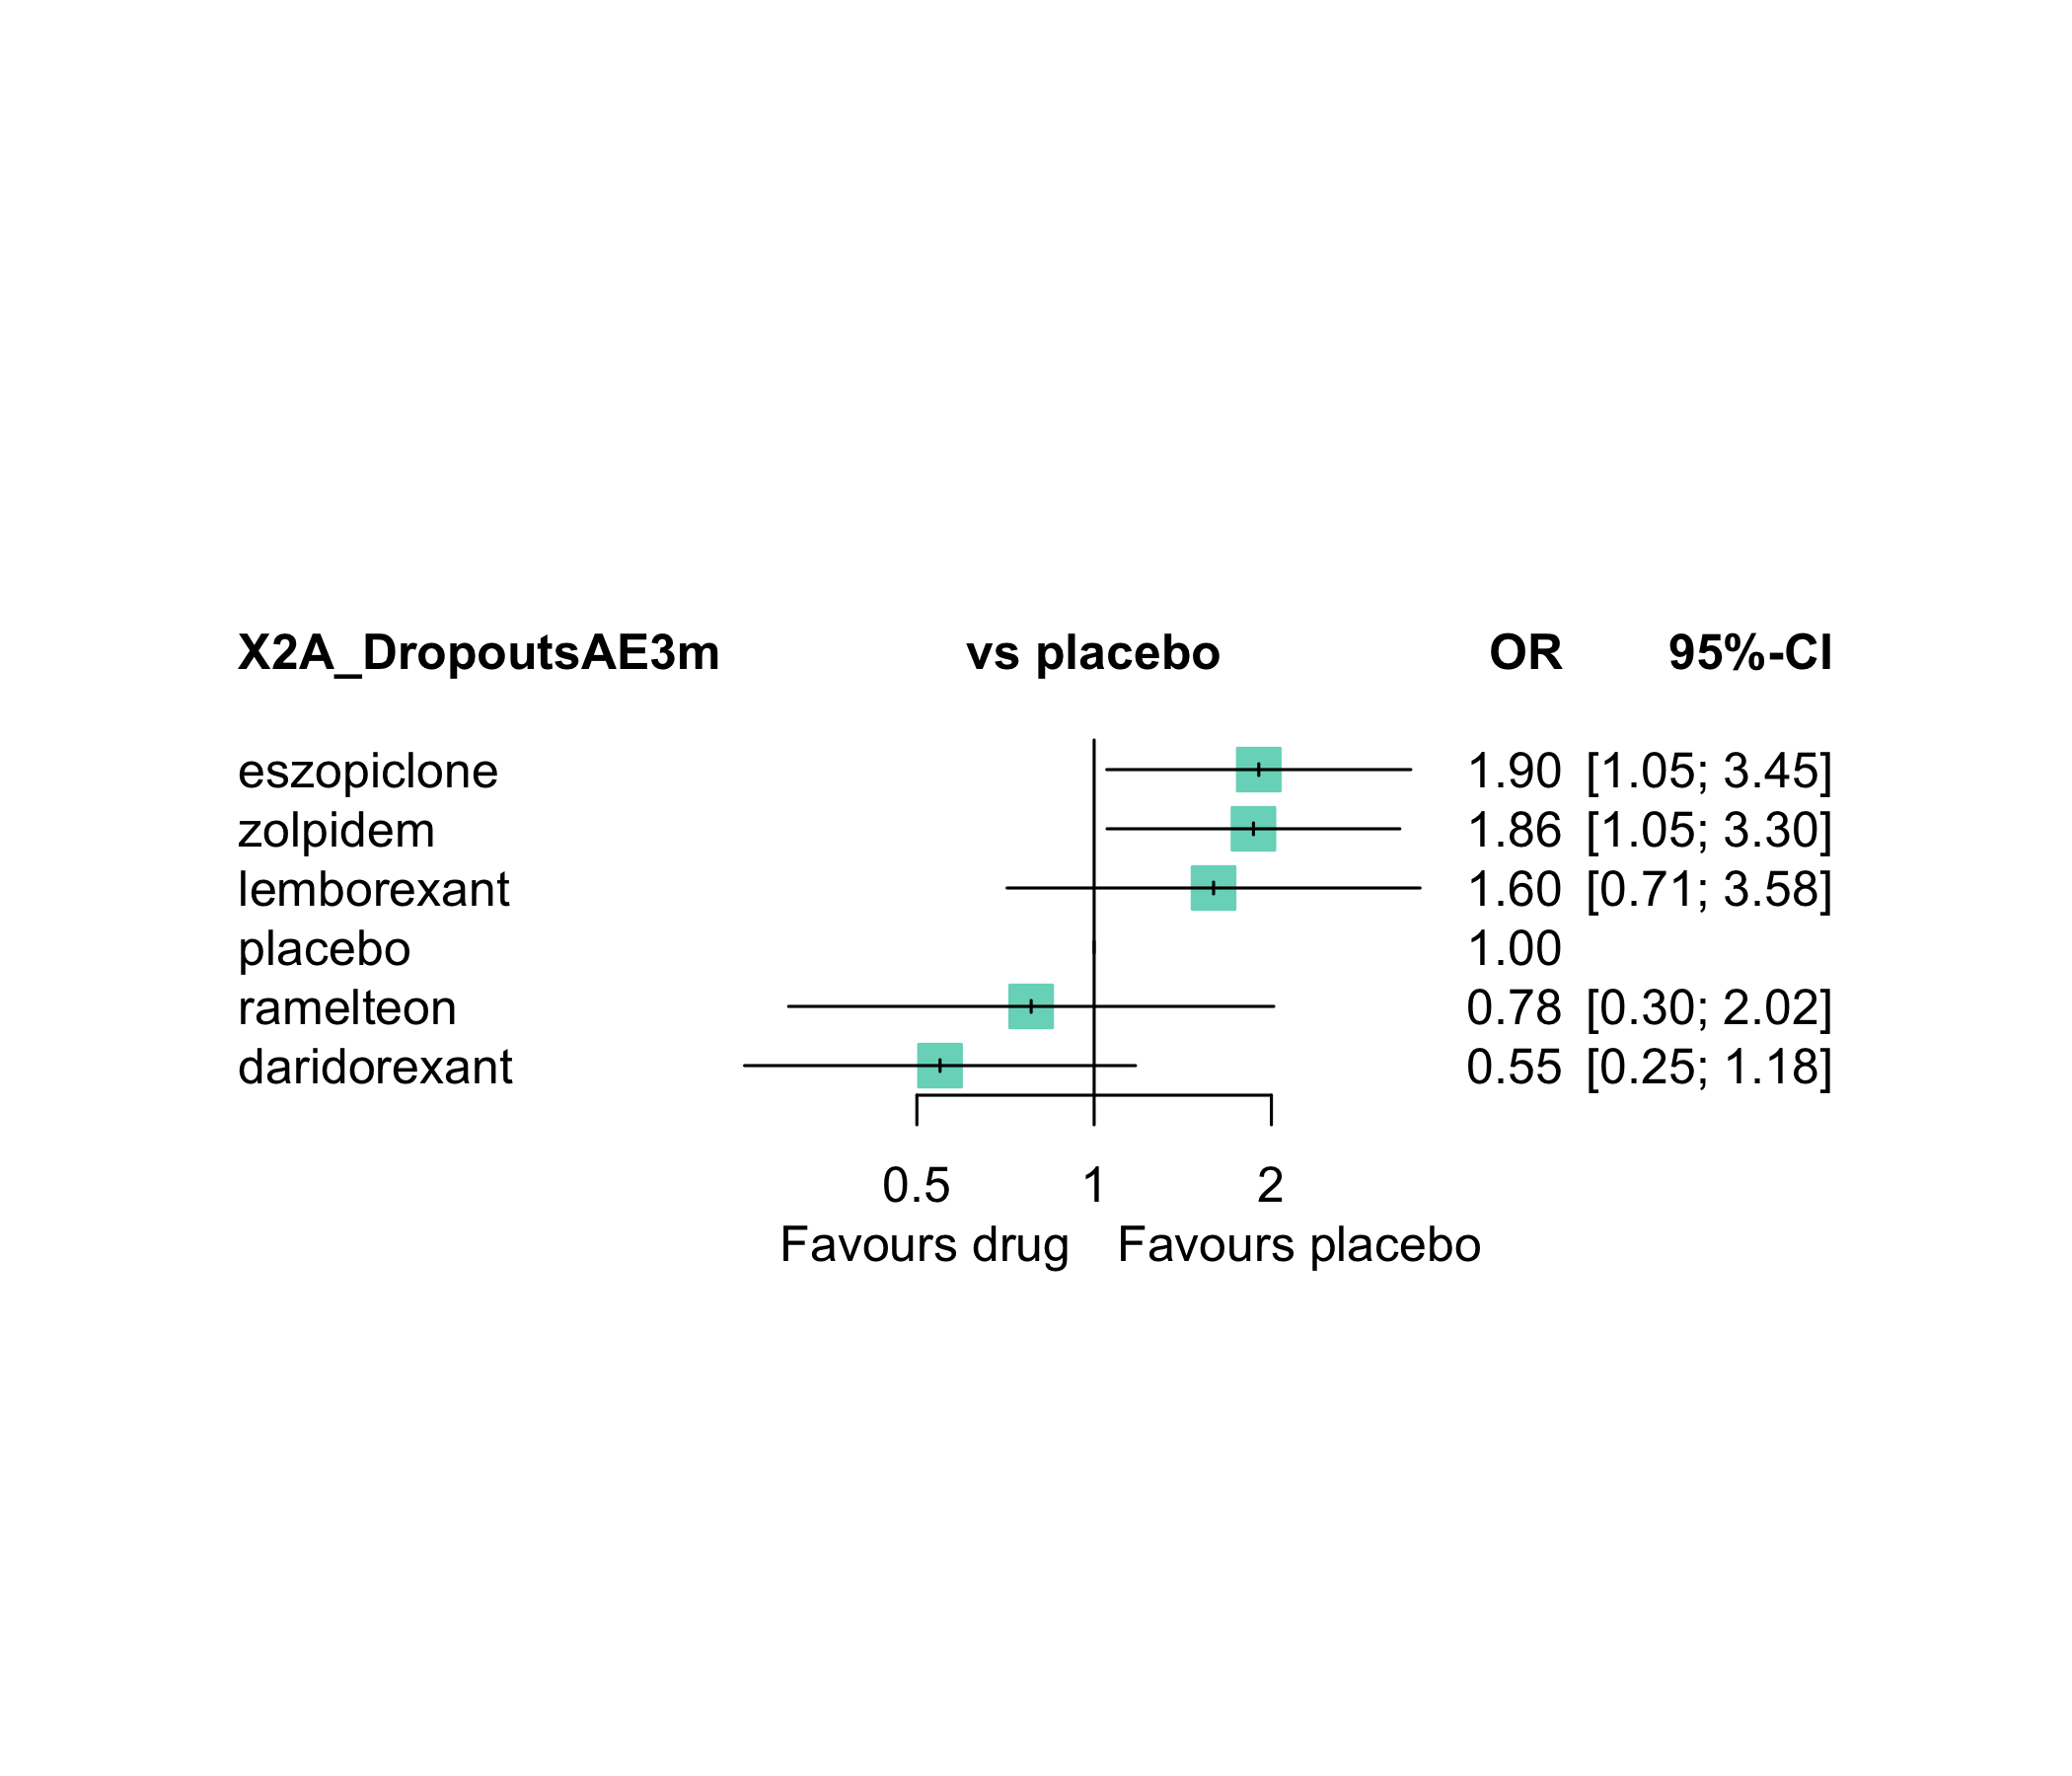 X2A_DropoutsAE3m vs placebo OR 95%-CI
eszopiclone 1.90 [1.05; 3.45]
zolpidem 1.86 [1.05; 3.30]
lemborexant 1.60 [0.71; 3.58]
placebo 1.00
ramelteon 0.78 [0.30; 2.02]
daridorexant 0.55 [0.25; 1.18]
0.5 1 2
Favours drug Favours placebo